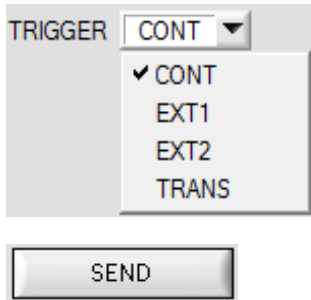 TRIGGER CONT
CONT
EXT1
EXT2
TRANS
SEND